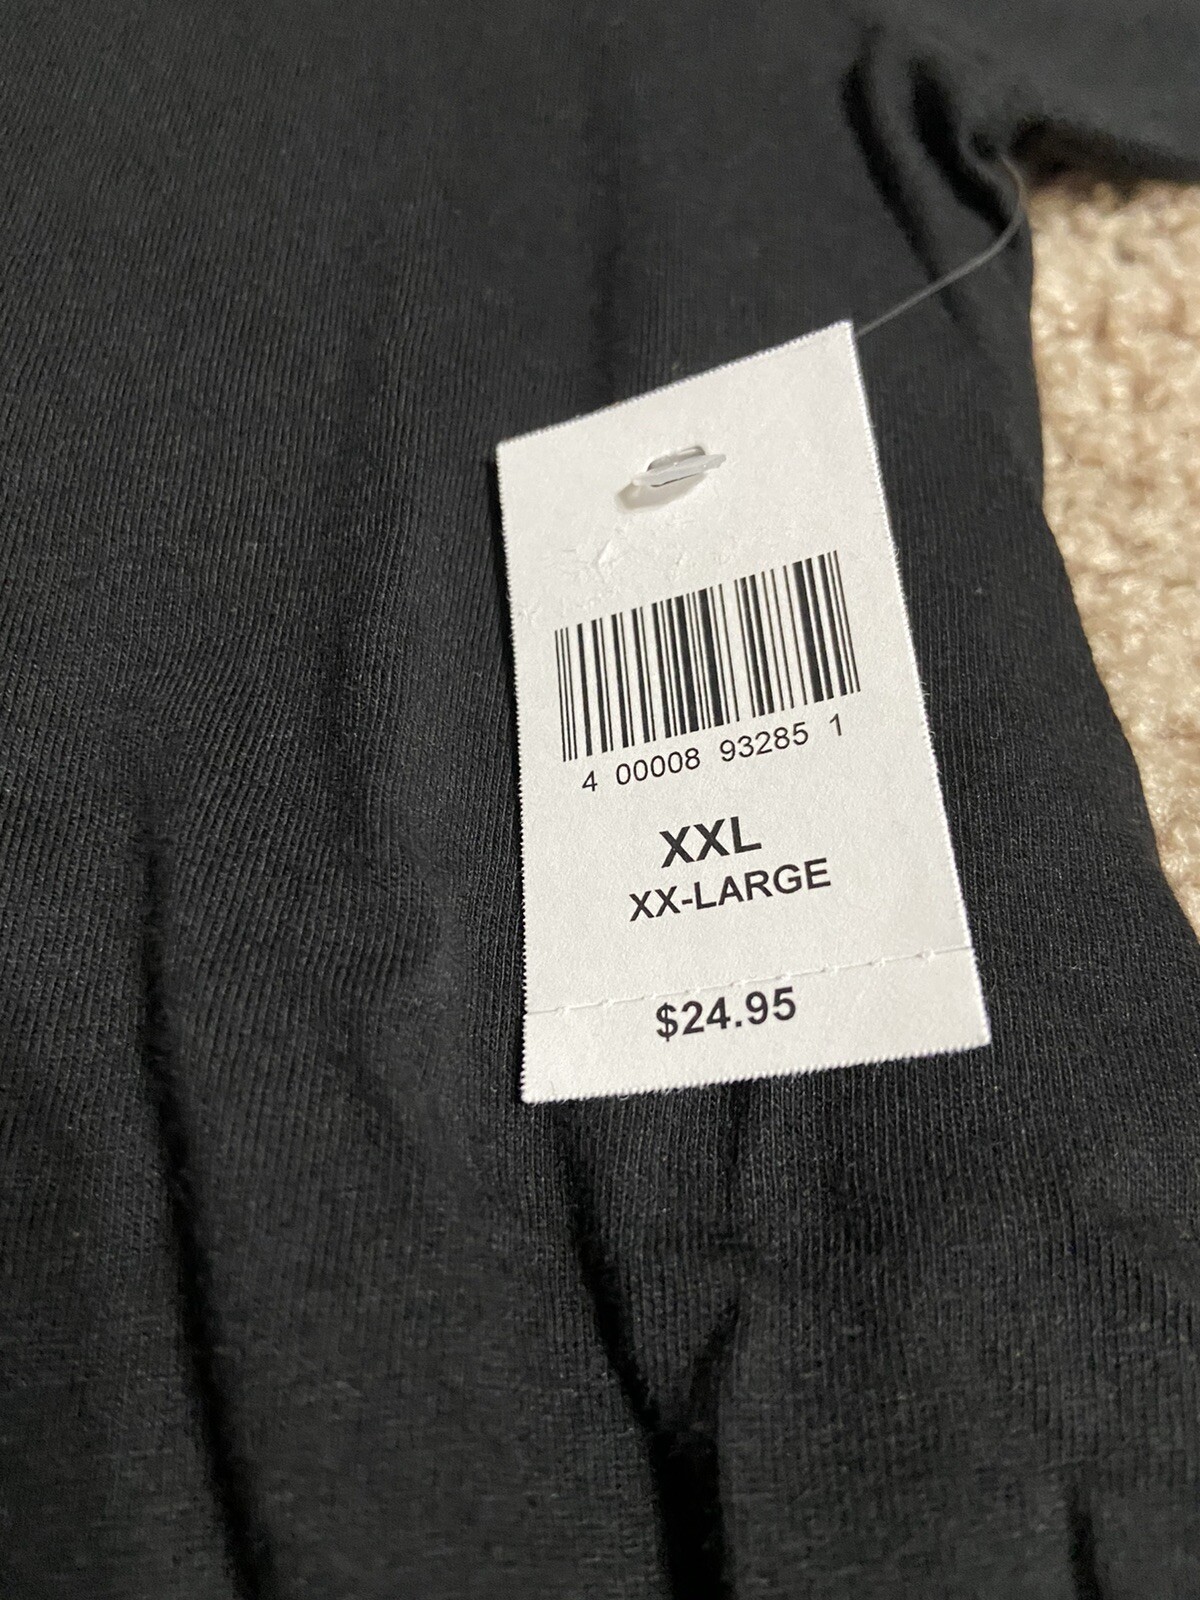 4 00008 93285 1
XXL
XX-LARGE
$24.95